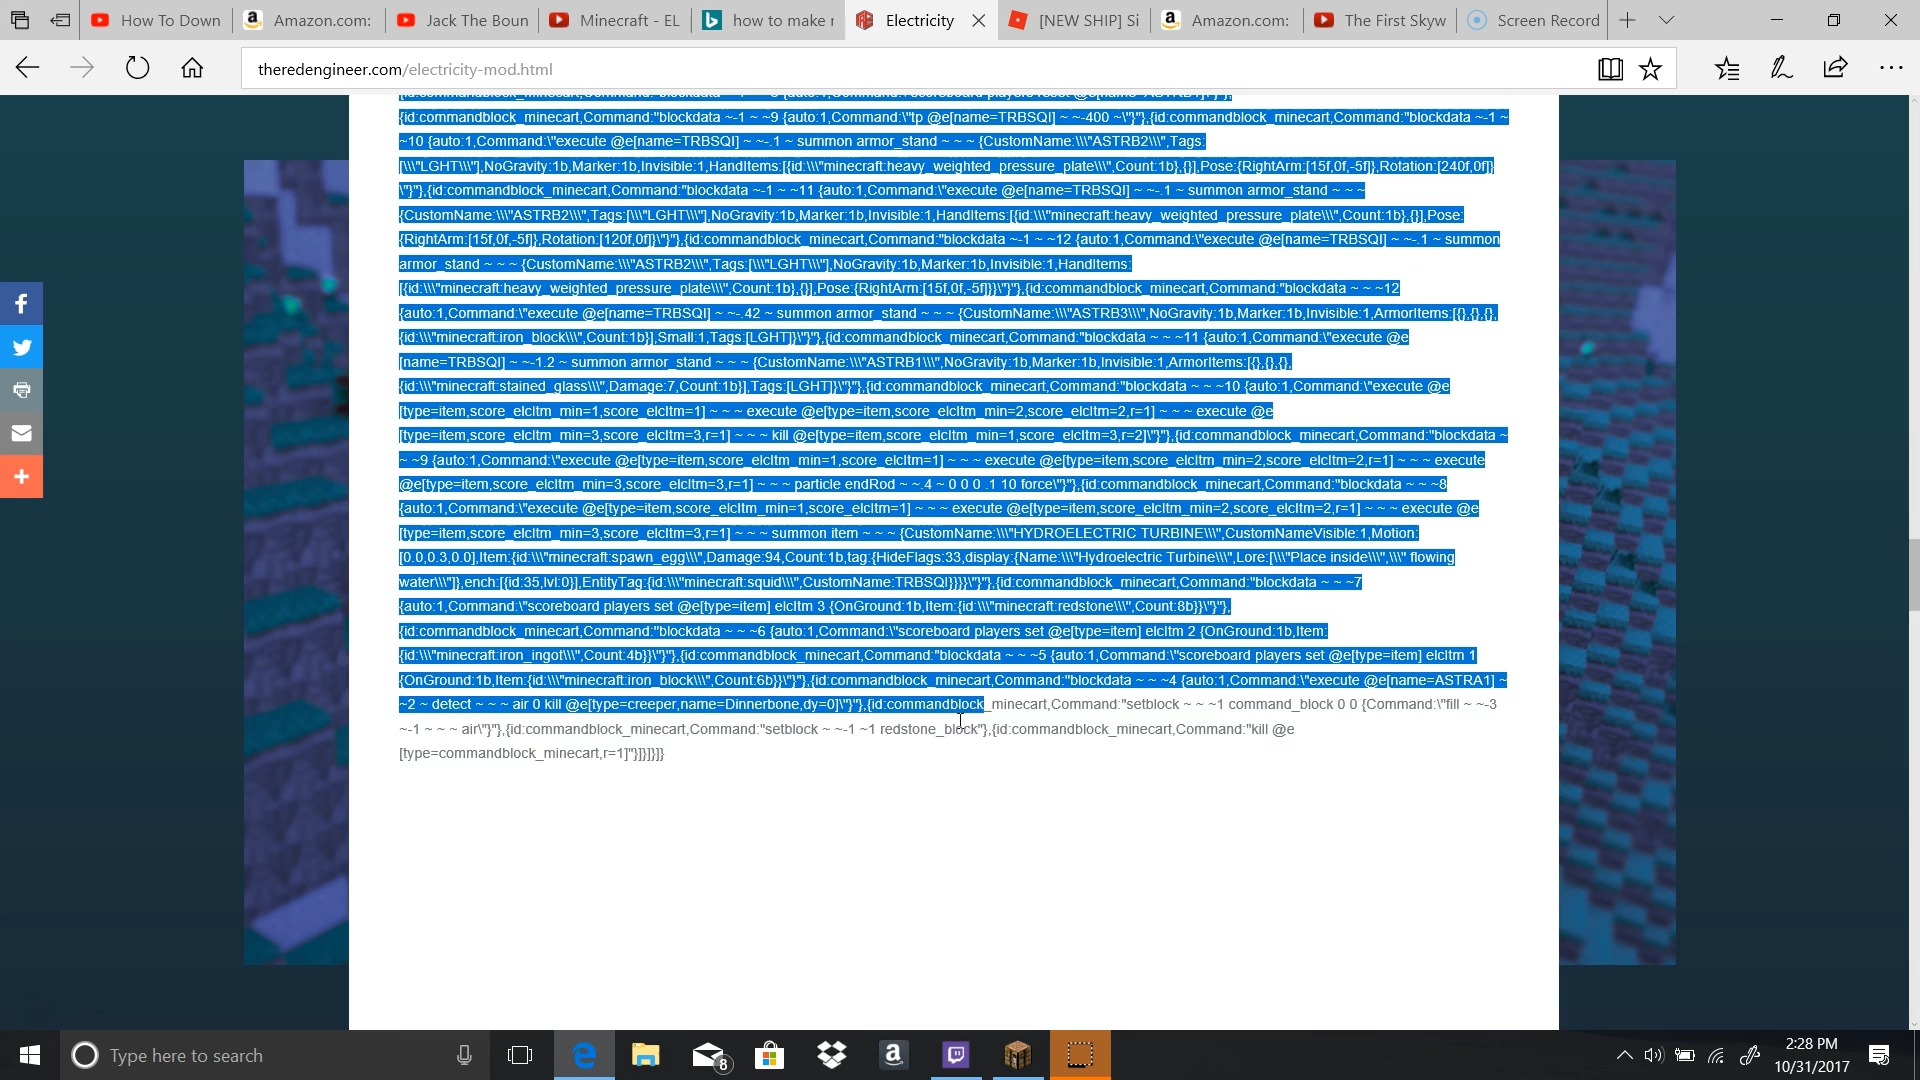 How To Down
Amazon.com:
Jack The Boun
Minecraft - EL
how to make r
Electricity
[NEW SHIP] Si
Amazon.com:
The First Skyw
Screen Record
theredengineer.com/electricity-mod.html
{id:commandblock_minecart,Command:"blockdata ~-1 ~ ~9 {auto:1,Command:\"tp @e[name=TRBSQI] ~ ~-400 ~\"}"},{id:commandblock_minecart,Command:"blockdata ~-1 ~
~10 {auto:1,Command:\"execute @e[name=TRBSQI] ~ ~-.1 ~ summon armor_stand ~ ~ ~ {CustomName:\\\"ASTRB2\\\",Tags:
[\\\"LGHT\\\"],NoGravity:1b,Marker:1b,Invisible:1,HandItems:[{id:\\\"minecraft:heavy_weighted_pressure_plate\\\",Count:1b},{}],Pose:{RightArm:[15f,0f,-5f]},Rotation:[240f,0f]}
\"}"},{id:commandblock_minecart,Command:"blockdata ~-1 ~ ~11 {auto:1,Command:\"execute @e[name=TRBSQI] ~ ~-.1 ~ summon armor_stand ~ ~ ~
{CustomName:\\\"ASTRB2\\\",Tags:[\\\"LGHT\\\"],NoGravity:1b,Marker:1b,Invisible:1,HandItems:[{id:\\\"minecraft:heavy_weighted_pressure_plate\\\",Count:1b},{}],Pose:
{RightArm:[15f,0f,-5f]},Rotation:[120f,0f]}\"}"},{id:commandblock_minecart,Command:"blockdata ~-1 ~ ~12 {auto:1,Command:\"execute @e[name=TRBSQI] ~ ~-.1 ~ summon
armor_stand ~ ~ ~ {CustomName:\\\"ASTRB2\\\",Tags:[\\\"LGHT\\\"],NoGravity:1b,Marker:1b,Invisible:1,HandItems:
[{id:\\\"minecraft:heavy_weighted_pressure_plate\\\",Count:1b},{}],Pose:{RightArm:[15f,0f,-5f]}}\"}"},{id:commandblock_minecart,Command:"blockdata ~ ~ ~12
{auto:1,Command:\"execute @e[name=TRBSQI] ~ ~-.42 ~ summon armor_stand ~ ~ ~ {CustomName:\\\"ASTRB3\\\",NoGravity:1b,Marker:1b,Invisible:1,ArmorItems:[{},{},{},
{id:\\\"minecraft:iron_block\\\",Count:1b}],Small:1,Tags:[LGHT]}\"}"},{id:commandblock_minecart,Command:"blockdata ~ ~ ~11 {auto:1,Command:\"execute @e
[name=TRBSQI] ~ ~-1.2 ~ summon armor_stand ~ ~ ~ {CustomName:\\\"ASTRB1\\\",NoGravity:1b,Marker:1b,Invisible:1,ArmorItems:[{},{},{},
{id:\\\"minecraft:stained_glass\\\",Damage:7,Count:1b}],Tags:[LGHT]}\"}"},{id:commandblock_minecart,Command:"blockdata ~ ~ ~10 {auto:1,Command:\"execute @e
[type=item,score_elcItm_min=1,score_elcItm=1] ~ ~ ~ execute @e[type=item,score_elcItm_min=2,score_elcItm=2,r=1] ~ ~ ~ execute @e
[type=item,score_elcItm_min=3,score_elcItm=3,r=1] ~ ~ ~ kill @e[type=item,score_elcItm_min=1,score_elcItm=3,r=2]\"}"},{id:commandblock_minecart,Command:"blockdata ~
~ ~9 {auto:1,Command:\"execute @e[type=item,score_elcItm_min=1,score_elcItm=1] ~ ~ ~ execute @e[type=item,score_elcItm_min=2,score_elcItm=2,r=1] ~ ~ ~ execute
@e[type=item,score_elcItm_min=3,score_elcItm=3,r=1] ~ ~ ~ particle endRod ~ ~.4 ~ 0 0 0 .1 10 force\"}"},{id:commandblock_minecart,Command:"blockdata ~ ~ ~8
{auto:1,Command:\"execute @e[type=item,score_elcItm_min=1,score_elcItm=1] ~ ~ ~ execute @e[type=item,score_elcItm_min=2,score_elcItm=2,r=1] ~ ~ ~ execute @e
[type=item,score_elcItm_min=3,score_elcItm=3,r=1] ~ ~ ~ summon item ~ ~ ~ {CustomName:\\\"HYDROELECTRIC TURBINE\\\",CustomNameVisible:1,Motion:
[0.0,0.3,0.0],Item:{id:\\\"minecraft:spawn_egg\\\",Damage:94,Count:1b,tag:{HideFlags:33,display:{Name:\\\"Hydroelectric Turbine\\\",Lore:[\\\"Place inside\\\",\\\" flowing
water\\\"]},ench:[{id:35,lvl:0}],EntityTag:{id:\\\"minecraft:squid\\\",CustomName:TRBSQI}}}}\"}"},{id:commandblock_minecart,Command:"blockdata ~ ~ ~7
{auto:1,Command:\"scoreboard players set @e[type=item] elcItm 3 {OnGround:1b,Item:{id:\\\"minecraft:redstone\\\",Count:8b}}\"}"},
{id:commandblock_minecart,Command:"blockdata ~ ~ ~6 {auto:1,Command:\"scoreboard players set @e[type=item] elcItm 2 {OnGround:1b,Item:
{id:\\\"minecraft:iron_ingot\\\",Count:4b}}\"}"},{id:commandblock_minecart,Command:"blockdata ~ ~ ~5 {auto:1,Command:\"scoreboard players set @e[type=item] elcItm 1
{OnGround:1b,Item:{id:\\\"minecraft:iron_block\\\",Count:6b}}\"}"},{id:commandblock_minecart,Command:"blockdata ~ ~ ~4 {auto:1,Command:\"execute @e[name=ASTRA1] ~
~2 ~ detect ~ ~ ~ air 0 kill @e[type=creeper,name=Dinnerbone,dy=0]\"}"},{id:commandblock_minecart,Command:"setblock ~ ~ ~1 command_block 0 0 {Command:\"fill ~ ~-3
~-1 ~ ~ ~ air\"}"},{id:commandblock_minecart,Command:"setblock ~ ~-1 ~1 redstone_block"},{id:commandblock_minecart,Command:"kill @e
[type=commandblock_minecart,r=1]"}]}]}]}
Type here to search
8
2:28 PM
10/31/2017